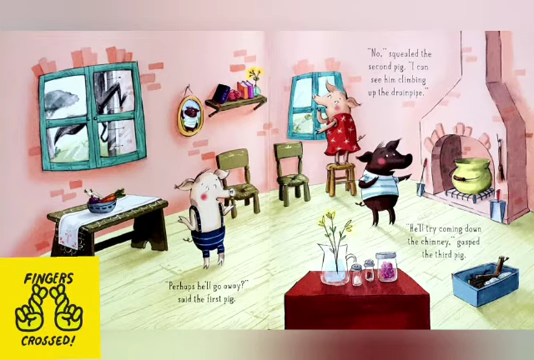 "No," squealed the
second pig. "I can
see him climbing
up the drainpipe."
"Perhaps he'll go away?"
said the first pig.
"He'll try coming down
the chimney," gasped
the third pig.
FINGERS
CROSSED!